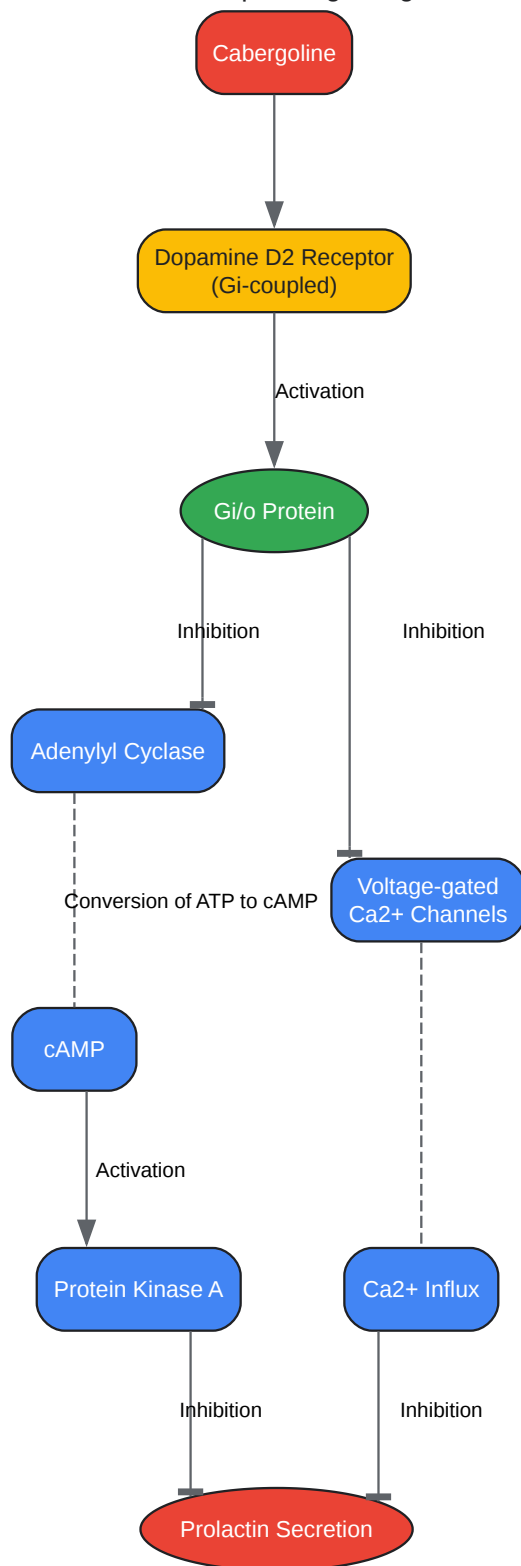 Cabergoline
Dopamine D2 Receptor
(Gi-coupled)
Activation
Gi/o Protein
Inhibition
Inhibition
Adenylyl Cyclase
Conversion of ATP to cAMP
Voltage-gated
Ca2+ Channels
cAMP
Activation
Protein Kinase A
Ca2+ Influx
Inhibition
Inhibition
Prolactin Secretion